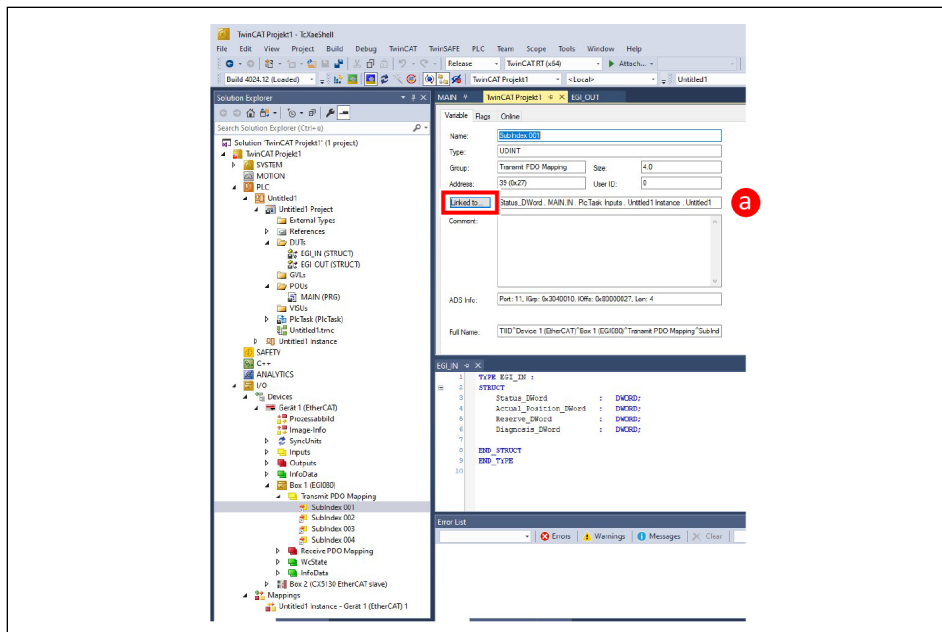 TwinCAT Projekt1 - TcXaeShell
File Edit View Project Build Debug TwinCAT TwinSAFE PLC Team Scope Tools Window Help
Release TwinCAT RT (x64) Attach...
Build 4024.12 (Loaded) TwinCAT Projekt1 <Local> Untitled1
Solution Explorer
Search Solution Explorer (Ctrl+ü)
Solution 'TwinCAT Projekt1' (1 project)
TwinCAT Projekt1
SYSTEM
MOTION
PLC
Untitled1
Untitled1 Project
External Types
References
DUTs
EGI_IN (STRUCT)
EGI_OUT (STRUCT)
GVLs
POUs
MAIN (PRG)
VISUs
PlcTask (PlcTask)
Untitled1.tmc
Untitled1 Instance
SAFETY
C++
ANALYTICS
I/O
Devices
Gerät 1 (EtherCAT)
Prozessabbild
Image-Info
SyncUnits
Inputs
Outputs
InfoData
Box 1 (EGI080)
Transmit PDO Mapping
SubIndex 001
SubIndex 002
SubIndex 003
SubIndex 004
Receive PDO Mapping
WcState
InfoData
Box 2 (CX5130 EtherCAT slave)
Mappings
Untitled1 Instance - Gerät 1 (EtherCAT) 1
MAIN TwinCAT Projekt1 EGI_OUT
Variable Flags Online
Name: SubIndex 001
Type: UDINT
Group: Transmit PDO Mapping Size: 4.0
Address: 39 (0x27) User ID: 0
Linked to... Status_DWord . MAIN.IN . PlcTask Inputs . Untitled1 Instance . Untitled1
a
Comment:
ADS Info: Port: 11, IGrp: 0x3040010, IOffs: 0x80000027, Len: 4
Full Name: TIID^Device 1 (EtherCAT)^Box 1 (EGI080)^Transmit PDO Mapping^SubInd
EGI_IN
1 TYPE EGI_IN :
2 STRUCT
3 Status_DWord : DWORD;
4 Actual_Position_DWord : DWORD;
5 Reserve_DWord : DWORD;
6 Diagnosis_DWord : DWORD;
7
8 END_STRUCT
9 END_TYPE
10
Error List
Errors Warnings Messages Clear